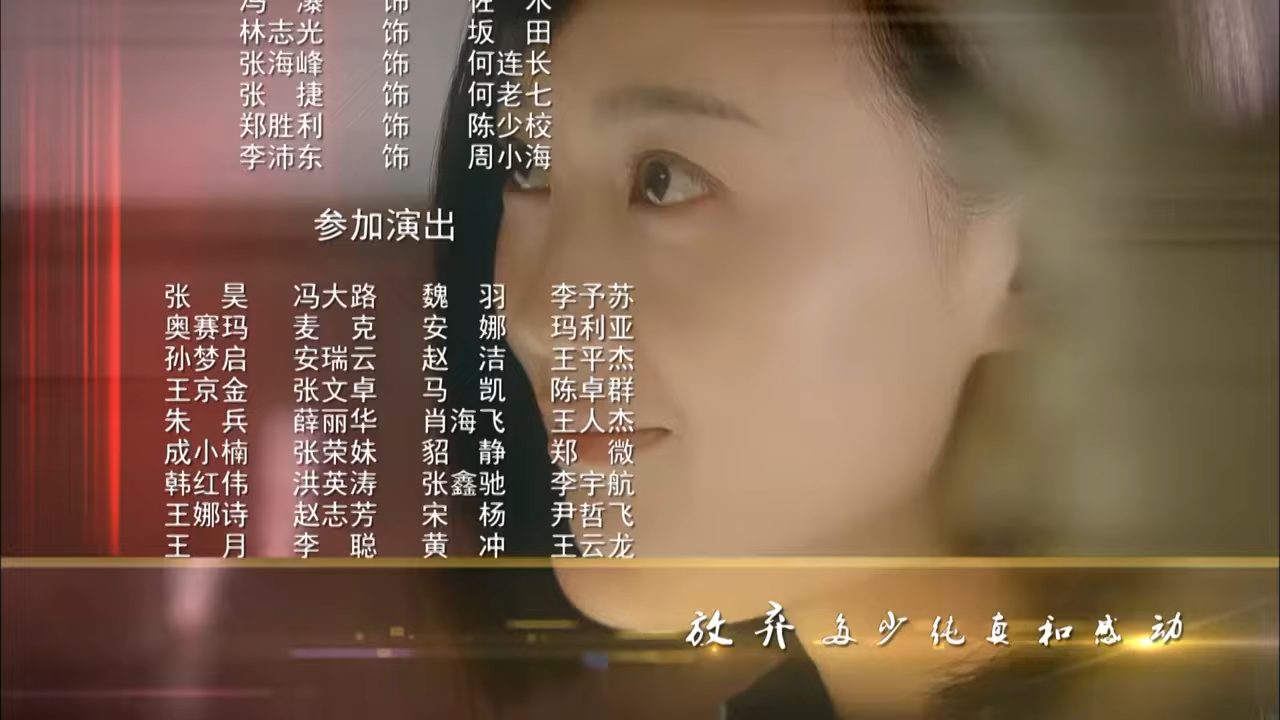 林志光 饰 坂 田
张海峰 饰 何连长
张 捷 饰 何老七
郑胜利 饰 陈少校
李沛东 饰 周小海
参加演出
张 昊 冯大路 魏 羽 李予苏
奥赛玛 麦 克 安 娜 玛利亚
孙梦启 安瑞云 赵 洁 王平杰
王京金 张文卓 马 凯 陈卓群
朱 兵 薛丽华 肖海飞 王人杰
成小楠 张荣妹 貂 静 郑 微
韩红伟 洪英涛 张鑫驰 李宇航
王娜诗 赵志芳 宋 杨 尹哲飞
王 月 李 聪 黄 冲 王云龙
放弃多少纯真和感动